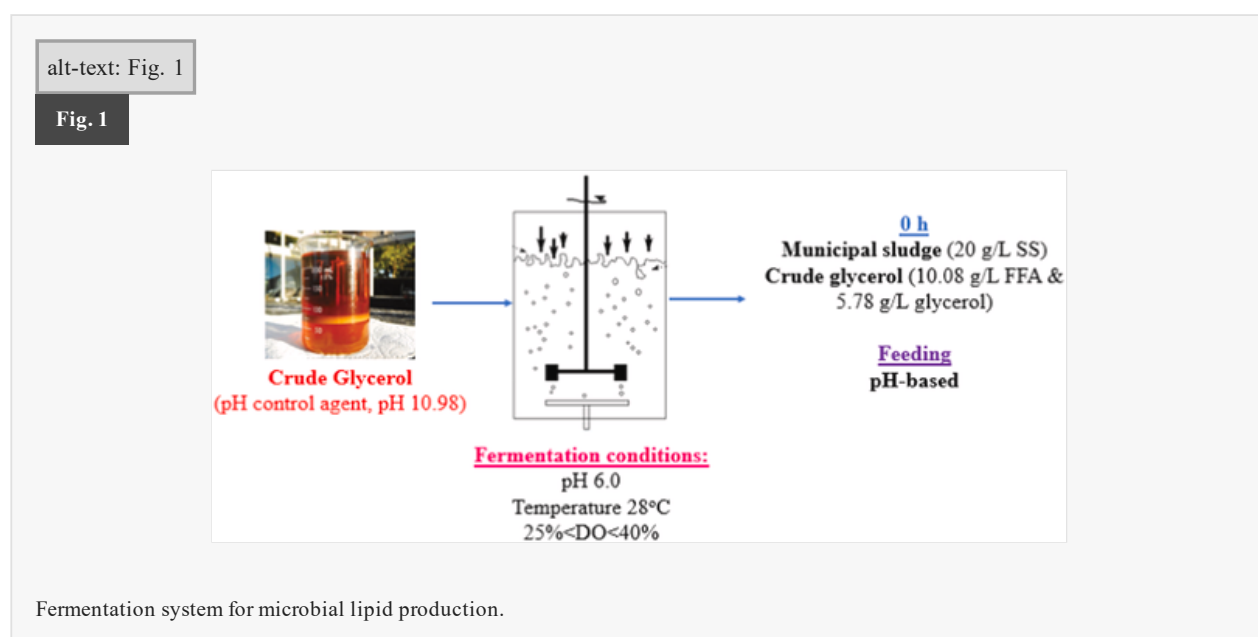 alt-text: Fig. 1
Fig. 1
Crude Glycerol
(pH control agent, pH 10.98)
Fermentation conditions:
pH 6.0
Temperature 28°C
25%<DO<40%
0 h
Municipal sludge (20 g/L SS)
Crude glycerol (10.08 g/L FFA &
5.78 g/L glycerol)
Feeding
pH-based
Fermentation system for microbial lipid production.